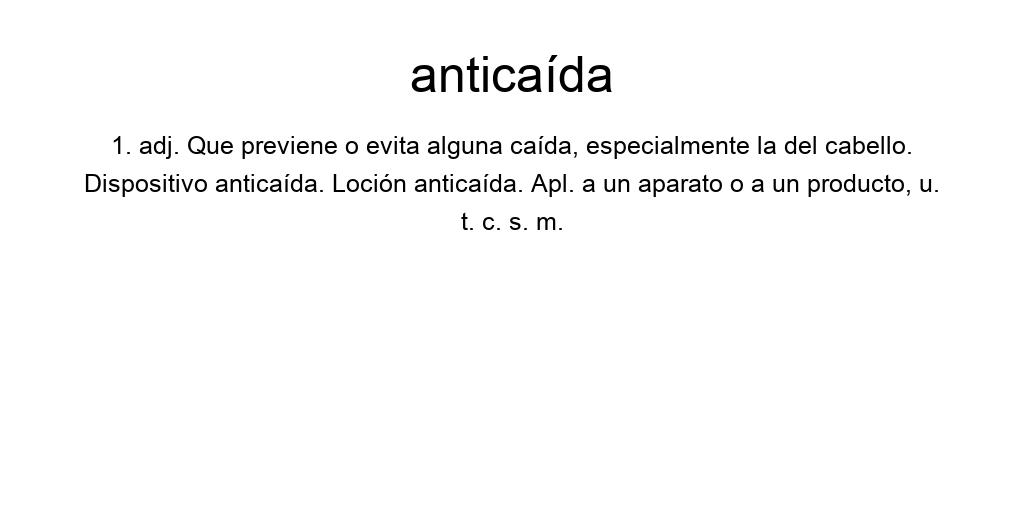 anticaída
1. adj. Que previene o evita alguna caída, especialmente la del cabello.
Dispositivo anticaída. Loción anticaída. Apl. a un aparato o a un producto, u.
t. c. s. m.